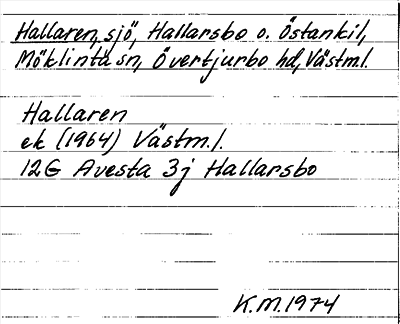 Hallaren, sjö, Hallarsbo o. Östankil,
Möklinta sn, Övertjurbo hd, Västml.
Hallaren
ek (1964) Västm.l.
12G Avesta 3j Hallarsbo
K.M. 1974